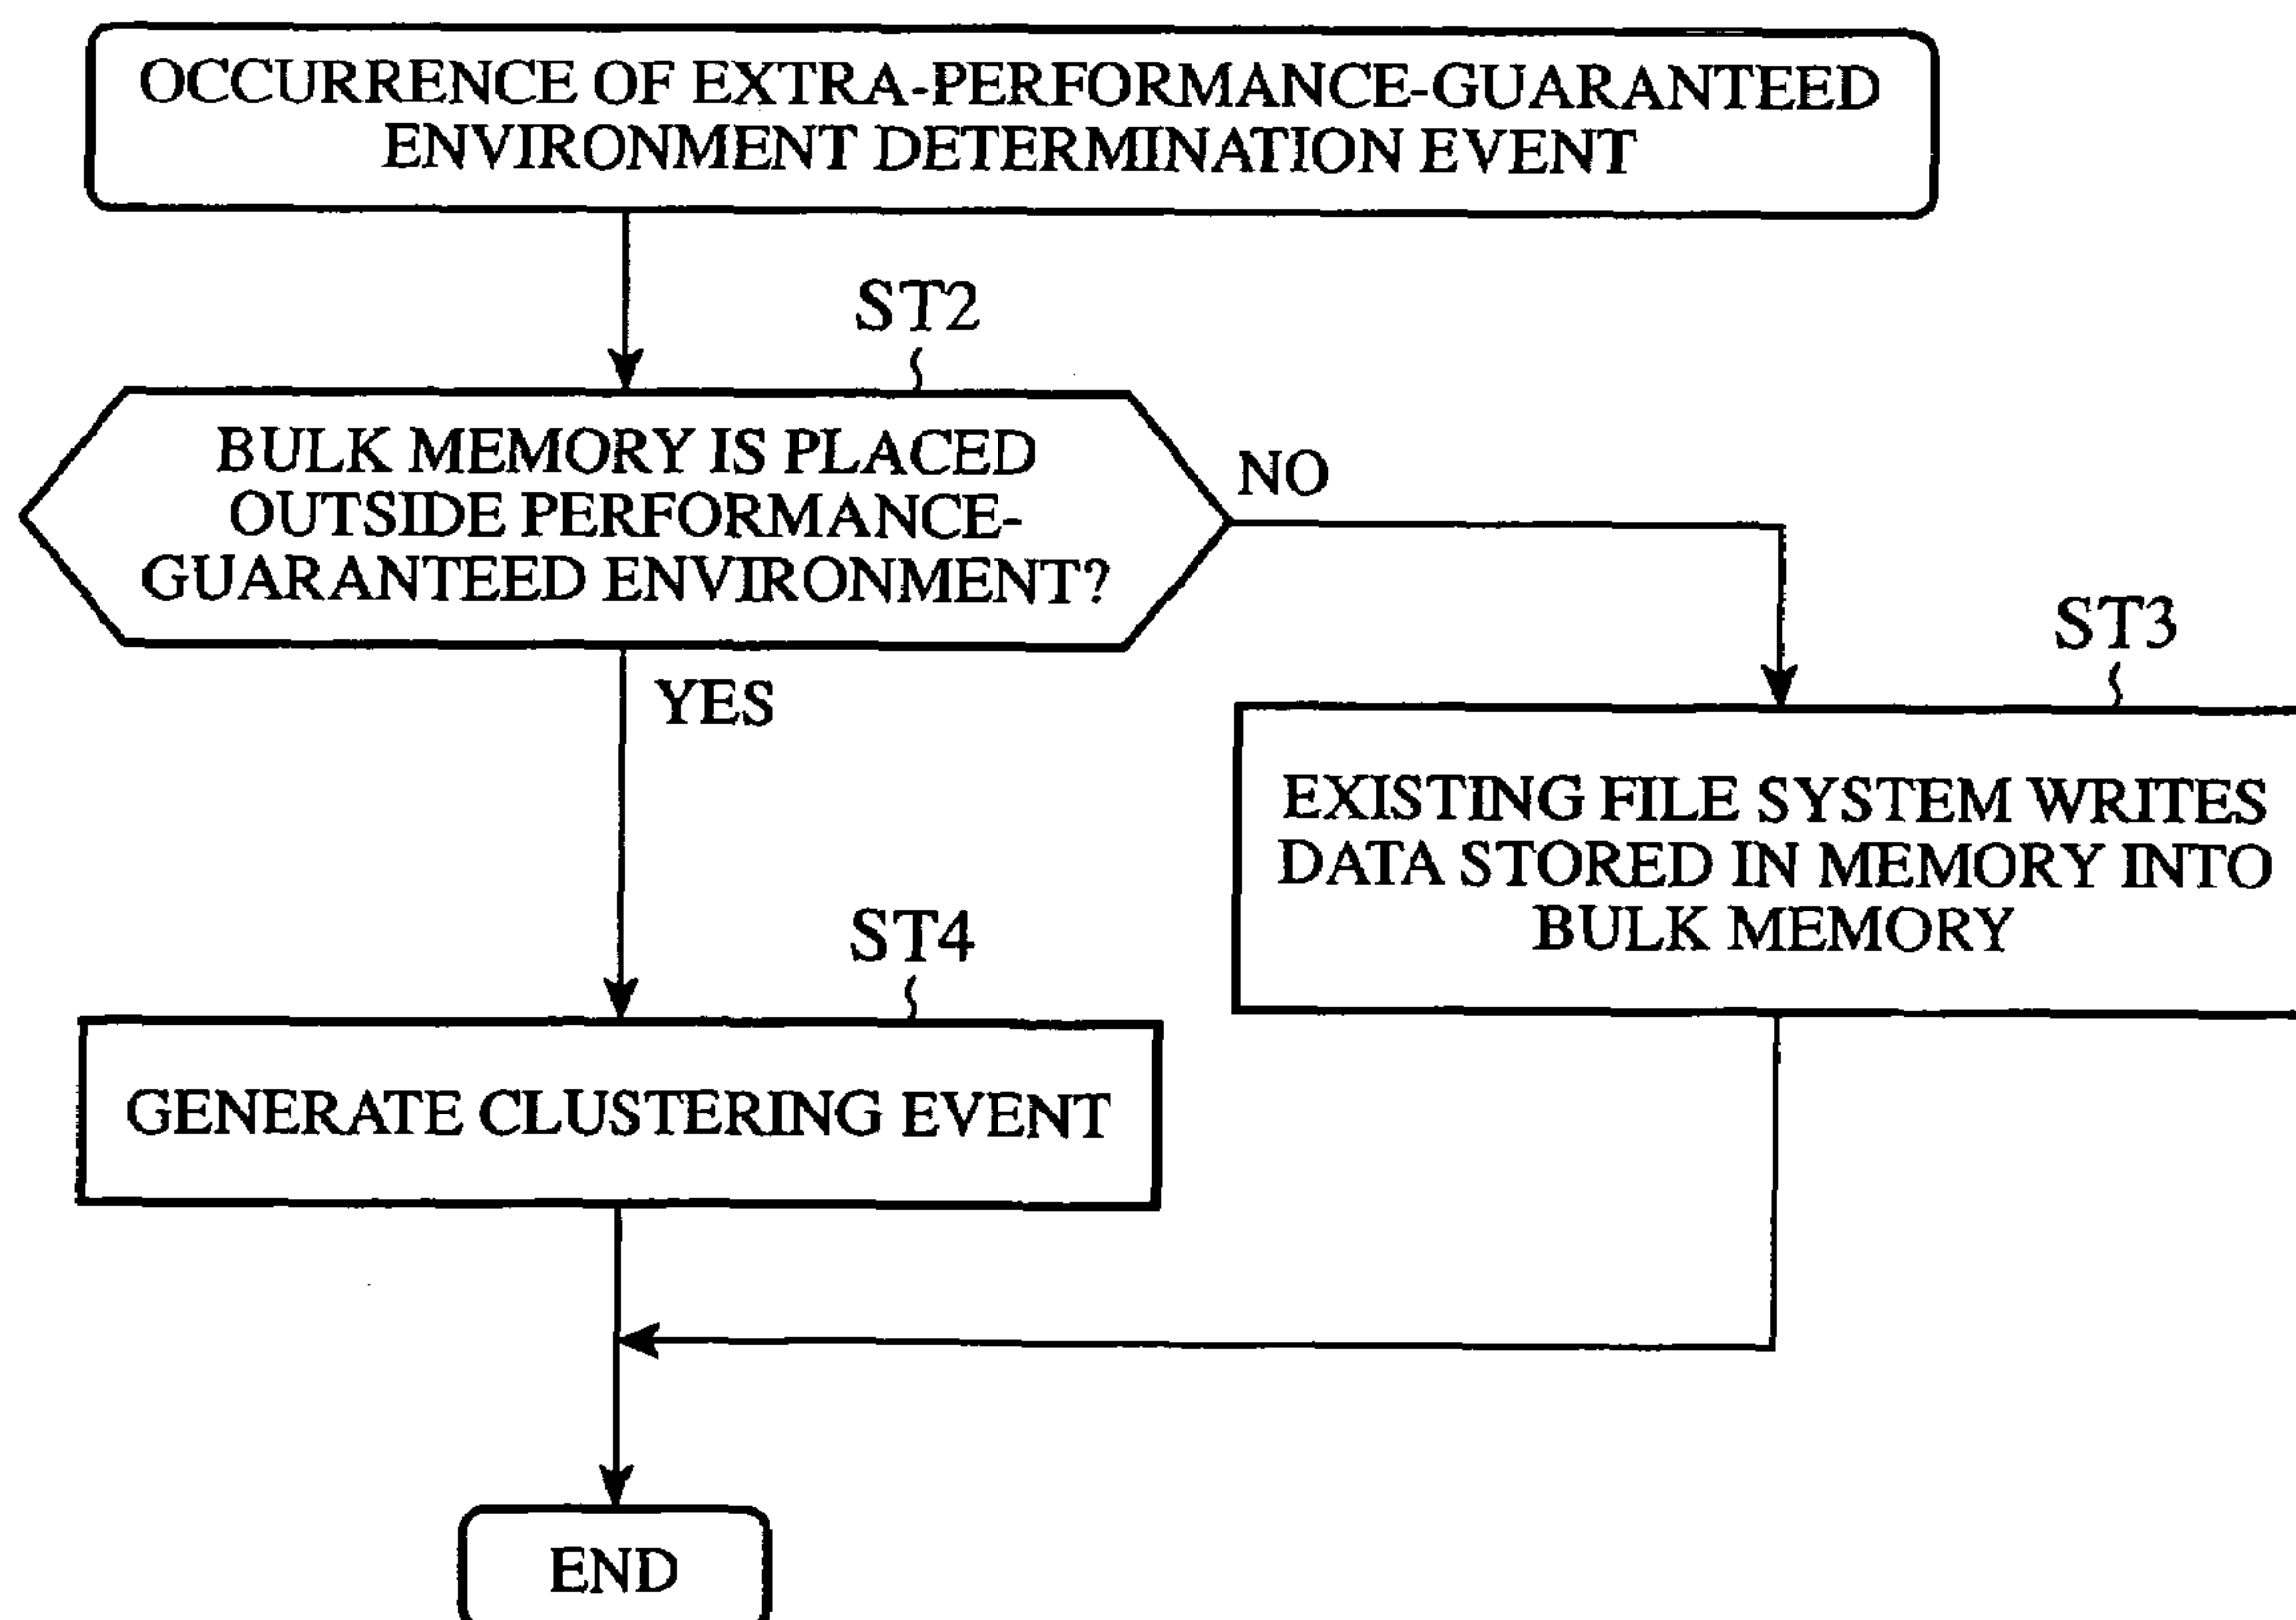 OCCURRENCE OF EXTRA-PERFORMANCE-GUARANTEED
ENVIRONMENT DETERMINATION EVENT
ST2
BULK MEMORY IS PLACED
OUTSIDE PERFORMANCE-
GUARANTEED ENVIRONMENT?
NO
YES
ST3
EXISTING FILE SYSTEM WRITES
DATA STORED IN MEMORY INTO
BULK MEMORY
ST4
GENERATE CLUSTERING EVENT
END